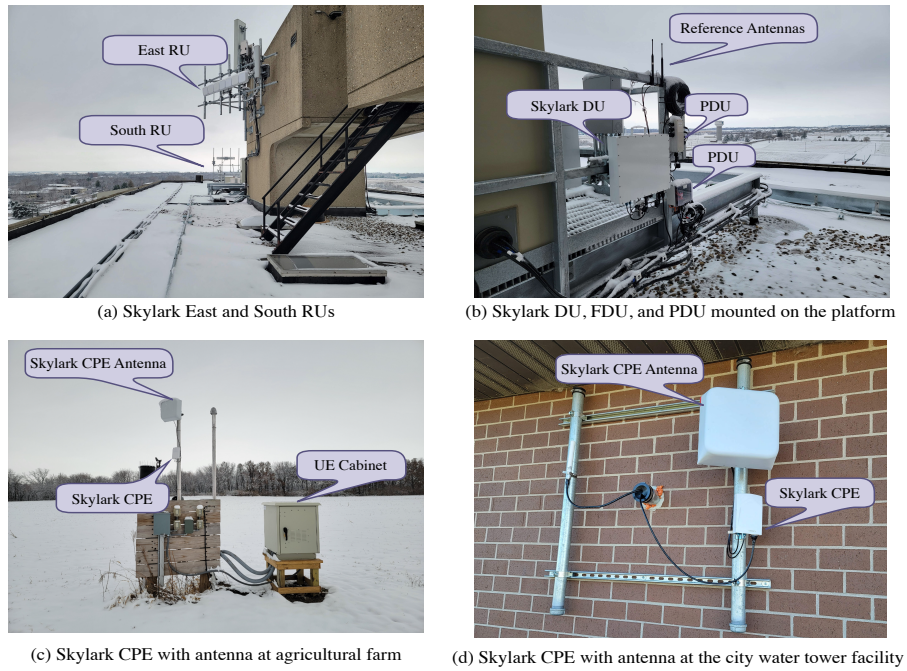 East RU
South RU
(a) Skylark East and South RUs
Reference Antennas
Skylark DU
PDU
PDU
(b) Skylark DU, FDU, and PDU mounted on the platform
Skylark CPE Antenna
Skylark CPE
UE Cabinet
(c) Skylark CPE with antenna at agricultural farm
Skylark CPE Antenna
Skylark CPE
(d) Skylark CPE with antenna at the city water tower facility